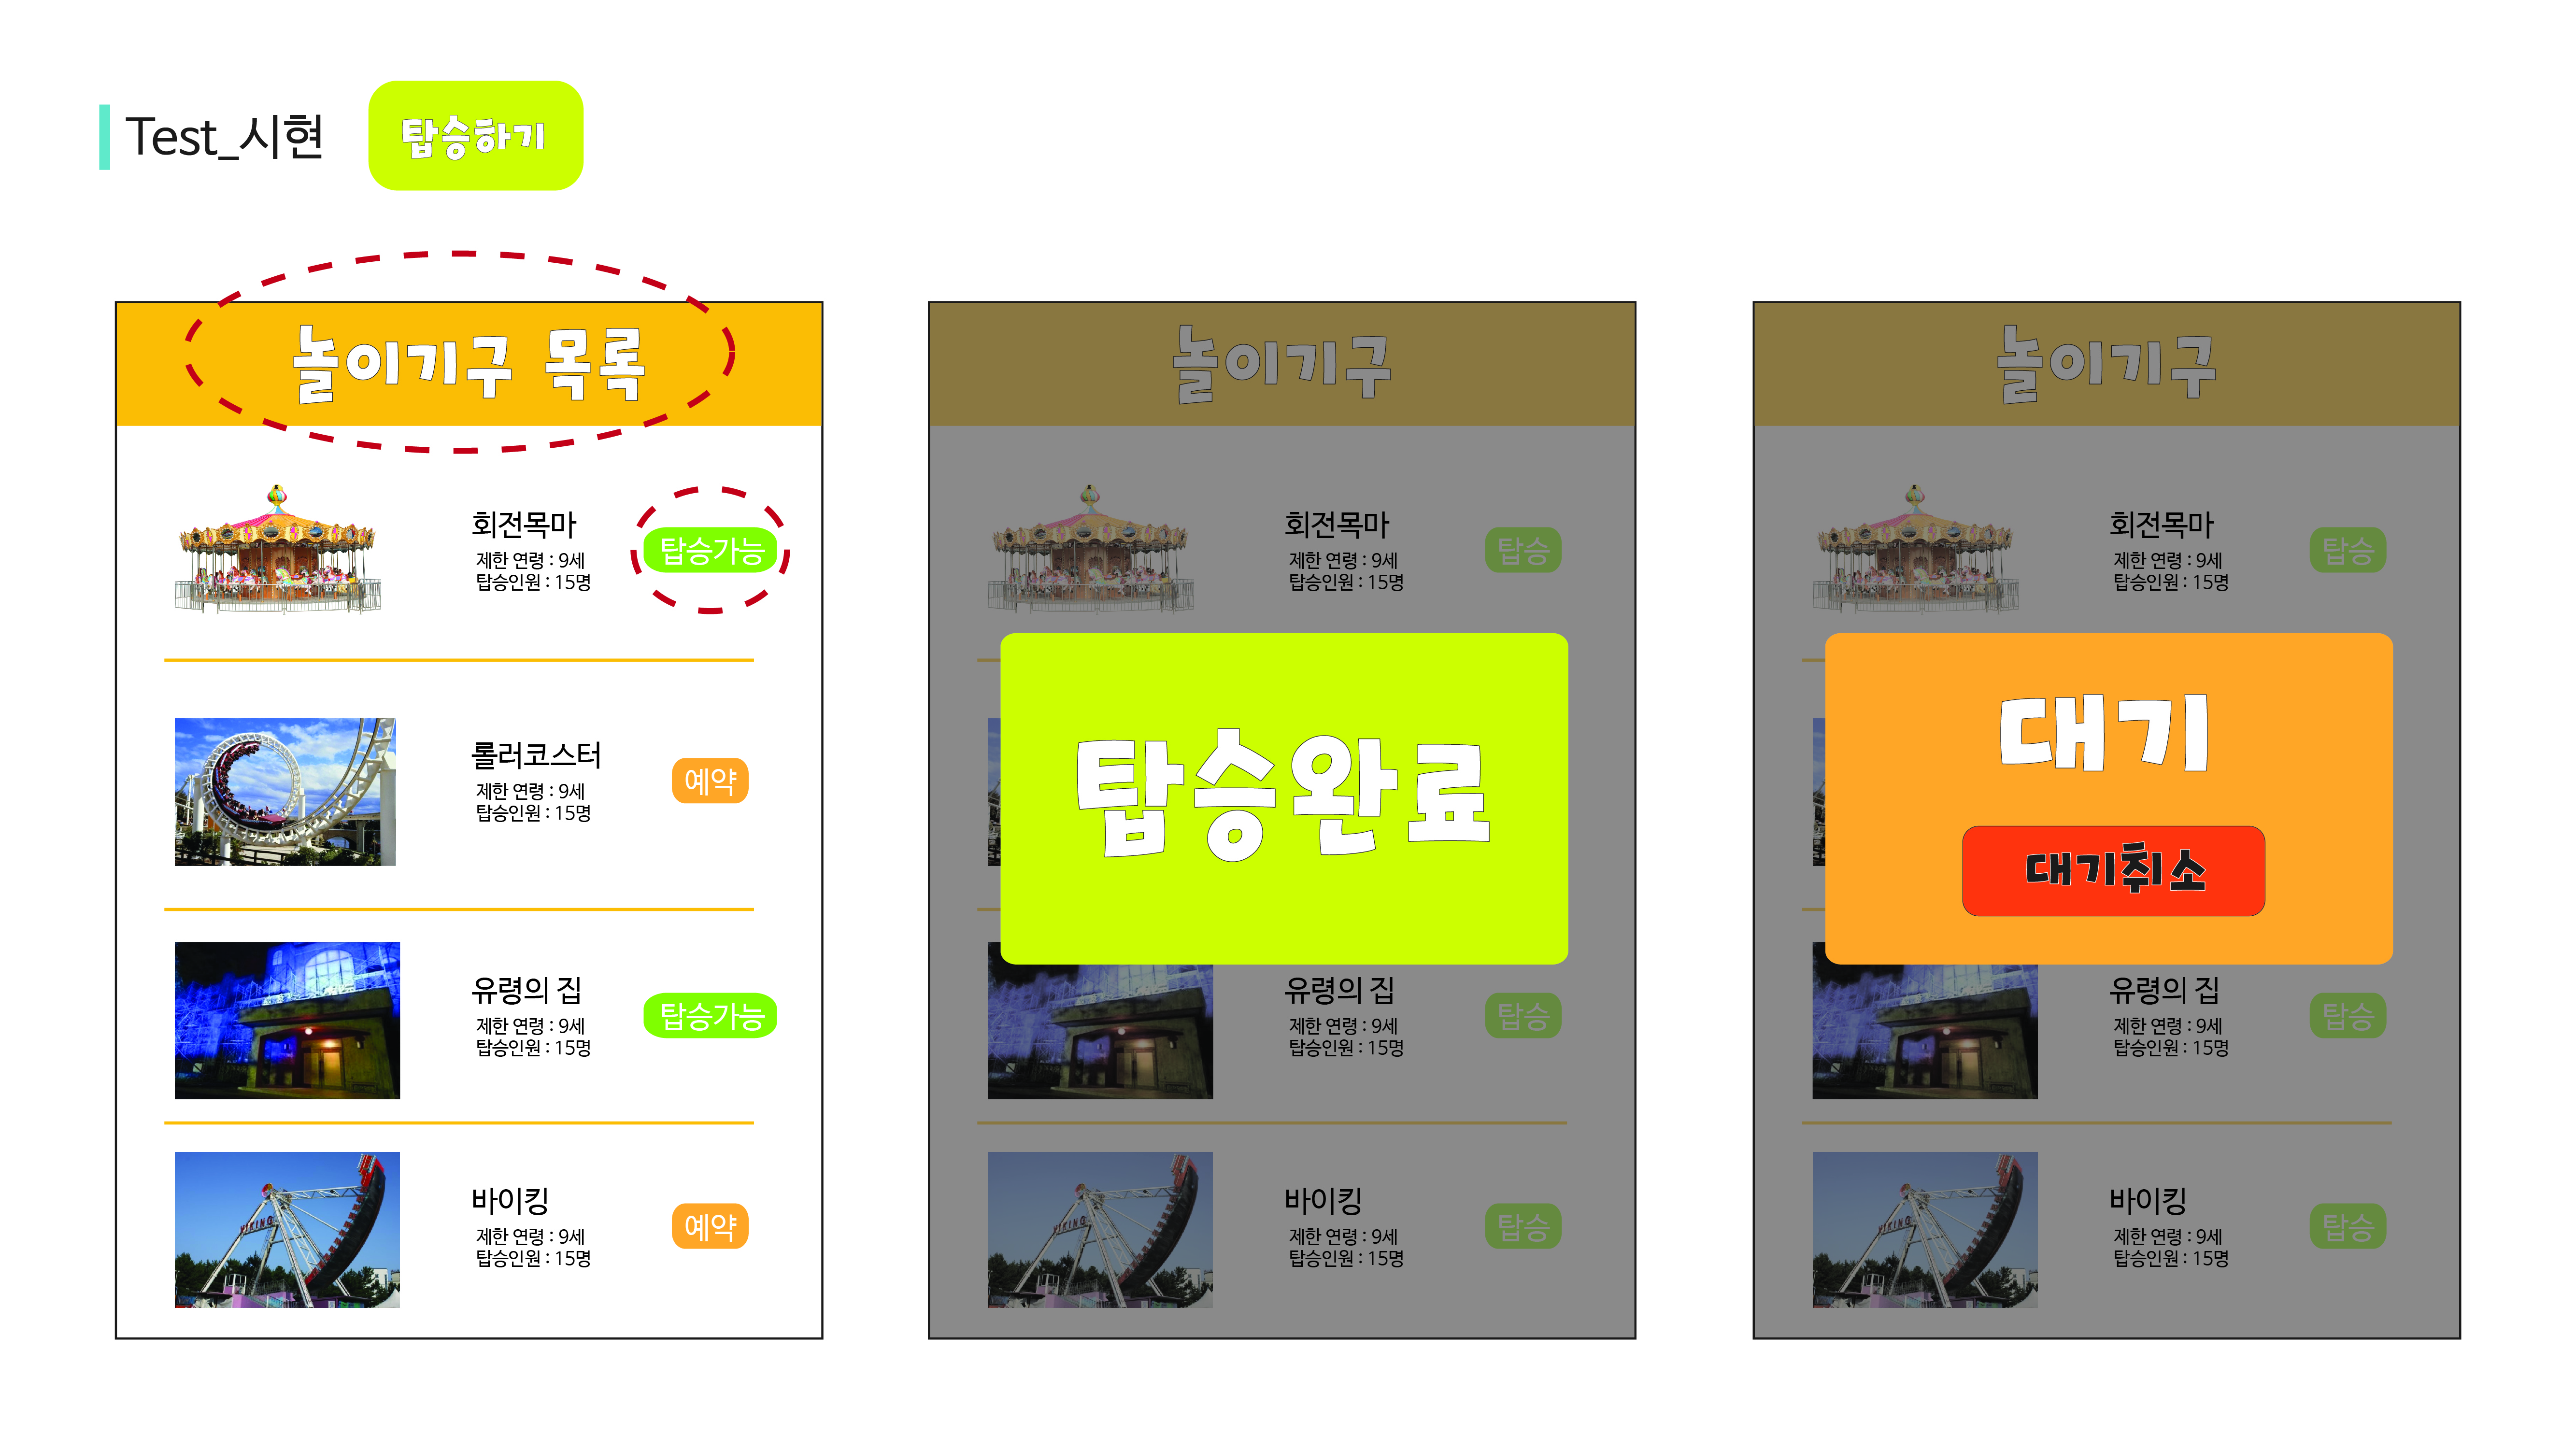 Test_시현
탑승하기
놀이기구 목록
회전목마
제한 연령 : 9세
탑승인원 : 15명
탑승가능
롤러코스터
제한 연령 : 9세
탑승인원 : 15명
예약
유령의 집
제한 연령 : 9세
탑승인원 : 15명
탑승가능
VIKING
바이킹
제한 연령 : 9세
탑승인원 : 15명
예약
놀이기구
회전목마
제한 연령 : 9세
탑승인원 : 15명
탑승
탑승완료
유령의 집
제한 연령 : 9세
탑승인원 : 15명
탑승
VIKING
바이킹
제한 연령 : 9세
탑승인원 : 15명
탑승
놀이기구
회전목마
제한 연령 : 9세
탑승인원 : 15명
탑승
대기
대기취소
유령의 집
제한 연령 : 9세
탑승인원 : 15명
탑승
VIKING
바이킹
제한 연령 : 9세
탑승인원 : 15명
탑승